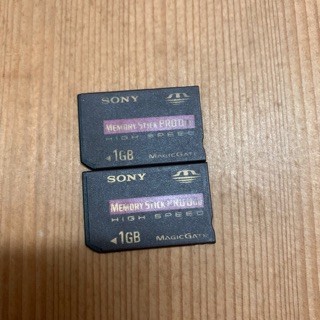 SONY
MEMORY STICK PRO Duo
HIGH SPEED
◄1GB MAGICGATE
SONY
MEMORY STICK PRO Duo
HIGH SPEED
◄1GB MAGICGATE